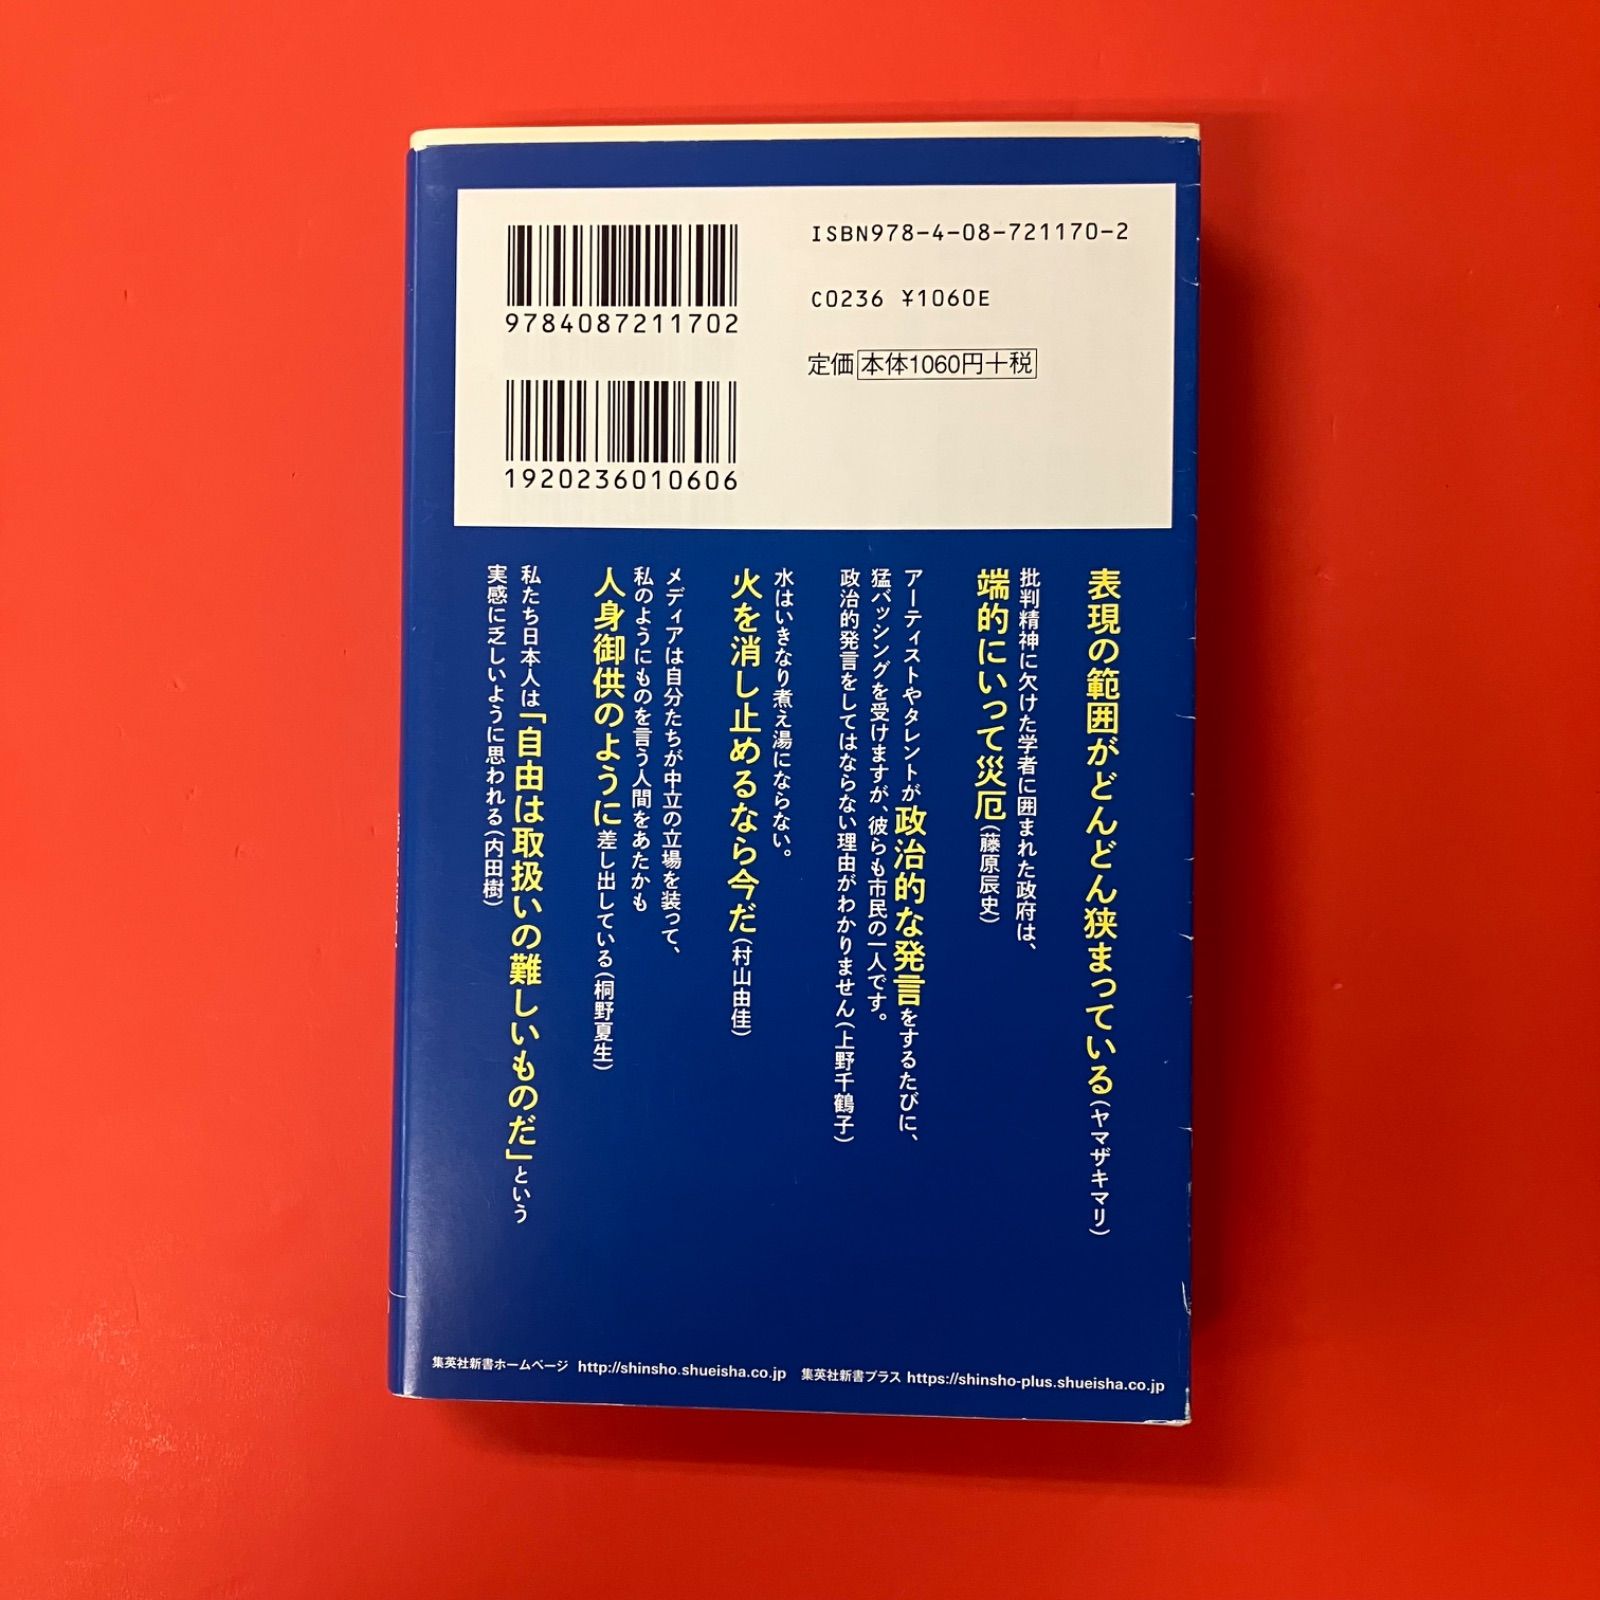 9784087211702
1920236010606
ISBN978-4-08-721170-2
C0236 ¥1060E
定価 本体1060円+税
表現の範囲がどんどん狭まっている(ヤマザキマリ)
批判精神に欠けた学者に囲まれた政府は、
端的にいって災厄(藤原辰史)
アーティストやタレントが政治的な発言をするたびに、
猛バッシングを受けますが、彼らも市民の一人です。
政治的発言をしてはならない理由がわかりません(上野千鶴子)
水はいきなり煮え湯にならない。
火を消し止めるなら今だ(村山由佳)
メディアは自分たちが中立の立場を装って、
私のようにものを言う人間をあたかも
人身御供のように差し出している(桐野夏生)
私たち日本人は「自由は取扱いの難しいものだ」という
実感に乏しいように思われる(内田樹)
集英社新書ホームページ http://shinsho.shueisha.co.jp 集英社新書プラス https://shinsho-plus.shueisha.co.jp